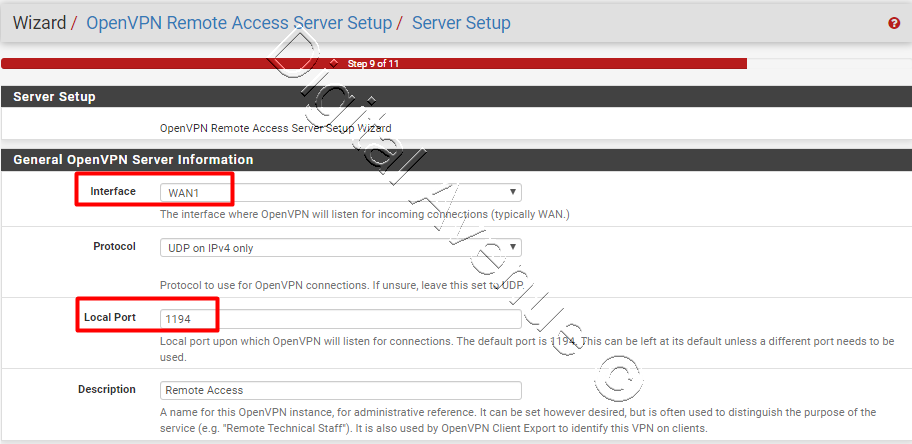 Wizard / OpenVPN Remote Access Server Setup / Server Setup
Step 9 of 11
Server Setup
OpenVPN Remote Access Server Setup Wizard
General OpenVPN Server Information
Interface WAN1
The interface where OpenVPN will listen for incoming connections (typically WAN.)
Protocol UDP on IPv4 only
Protocol to use for OpenVPN connections. If unsure, leave this set to UDP.
Local Port 1194
Local port upon which OpenVPN will listen for connections. The default port is 1194. This can be left at its default unless a different port needs to be
used.
Description Remote Access
A name for this OpenVPN instance, for administrative reference. It can be set however desired, but is often used to distinguish the purpose of the
service (e.g. "Remote Technical Staff"). It is also used by OpenVPN Client Export to identify this VPN on clients.
Digital Avenue ©